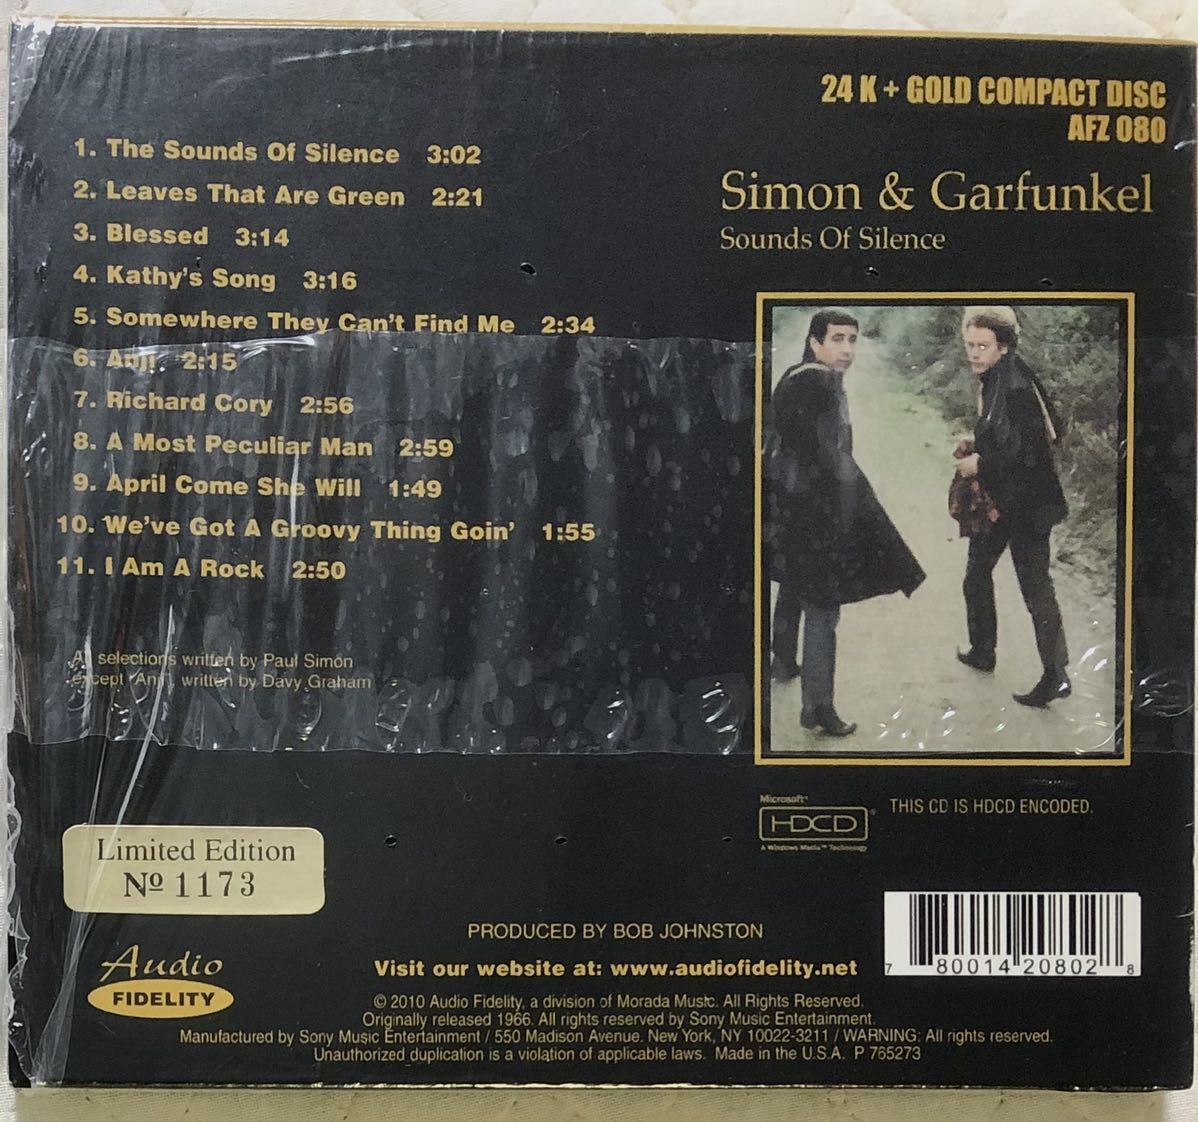 24 K + GOLD COMPACT DISC
AFZ 080
Simon & Garfunkel
Sounds Of Silence
1. The Sounds Of Silence 3:02
2. Leaves That Are Green 2:21
3. Blessed 3:14
4. Kathy's Song 3:16
5. Somewhere They Can't Find Me 2:34
6. Anji 2:15
7. Richard Cory 2:56
8. A Most Peculiar Man 2:59
9. April Come She Will 1:49
10. We've Got A Groovy Thing Goin' 1:55
11. I Am A Rock 2:50
All selections written by Paul Simon
except "Anji", written by Davy Graham
Microsoft
HDCD
A Windows Media™ Technology
THIS CD IS HDCD ENCODED.
Limited Edition
Nº 1173
Audio
FIDELITY
PRODUCED BY BOB JOHNSTON
Visit our website at: www.audiofidelity.net
7 80014 20802 8
© 2010 Audio Fidelity, a division of Morada Music. All Rights Reserved.
Originally released 1966. All rights reserved by Sony Music Entertainment.
Manufactured by Sony Music Entertainment / 550 Madison Avenue. New York, NY 10022-3211 / WARNING: All rights reserved.
Unauthorized duplication is a violation of applicable laws. Made in the U.S.A. P 765273